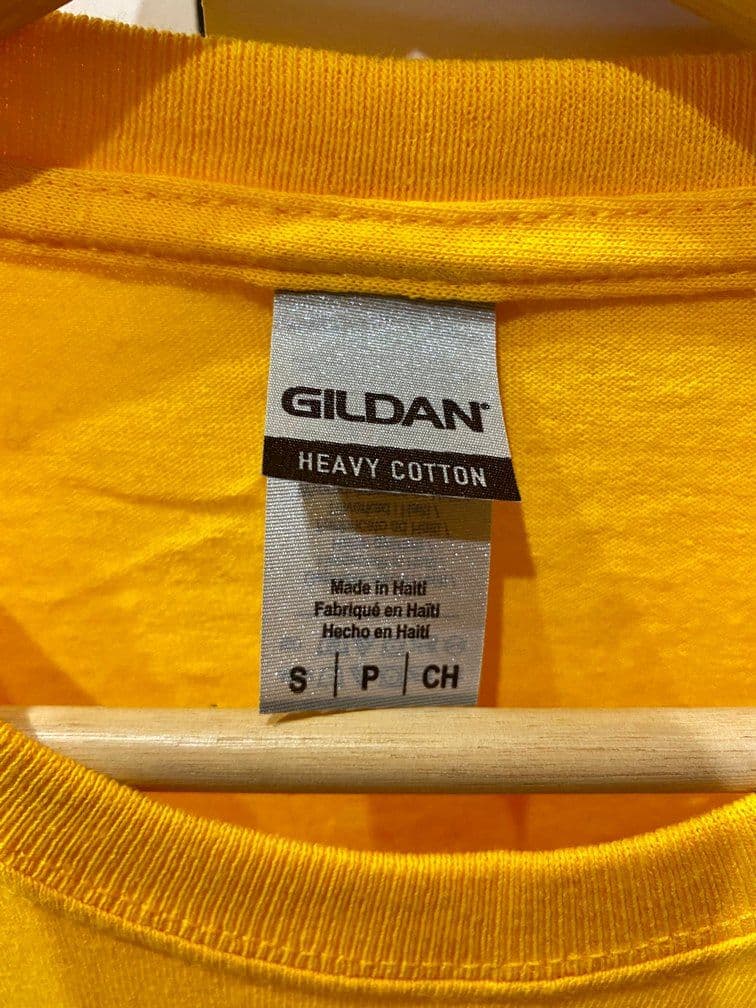 GILDAN®
HEAVY COTTON
Made in Haiti
Fabriqué en Haïti
Hecho en Haití
S | P | CH